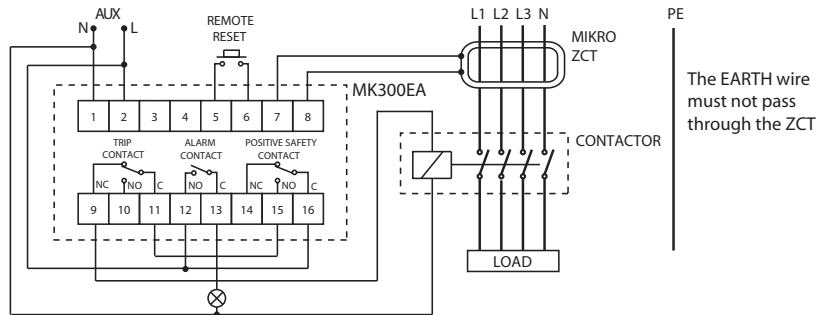 AUX
N L
REMOTE
RESET
L1 L2 L3 N
PE
MIKRO
ZCT
MK300EA
The EARTH wire
must not pass
through the ZCT
1 2 3 4 5 6 7 8
CONTACTOR
TRIP
CONTACT
ALARM
CONTACT
POSITIVE SAFETY
CONTACT
NC NO C NO C NC NO C
9 10 11 12 13 14 15 16
LOAD